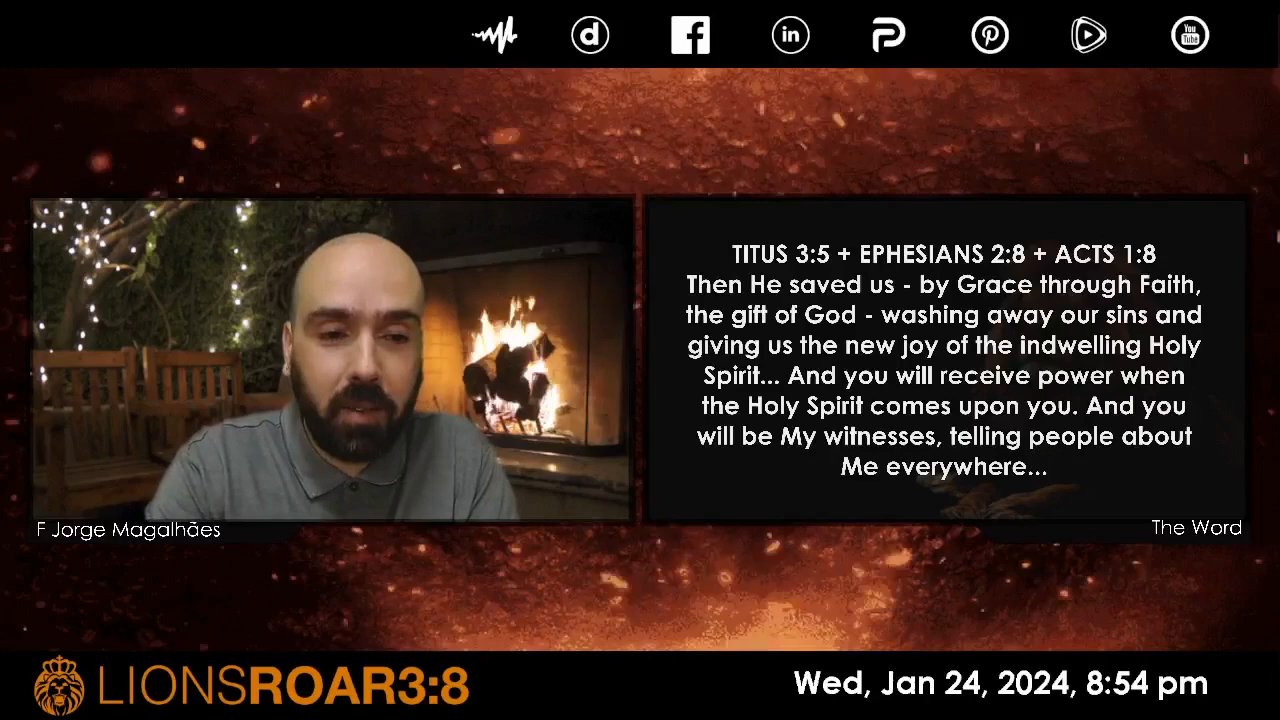 in
You
Tube
TITUS 3:5 + EPHESIANS 2:8 + ACTS 1:8
Then He saved us - by Grace through Faith,
the gift of God - washing away our sins and
giving us the new joy of the indwelling Holy
Spirit... And you will receive power when
the Holy Spirit comes upon you. And you
will be My witnesses, telling people about
Me everywhere...
F Jorge Magalhães
The Word
LIONSROAR3:8
Wed, Jan 24, 2024, 8:54 pm